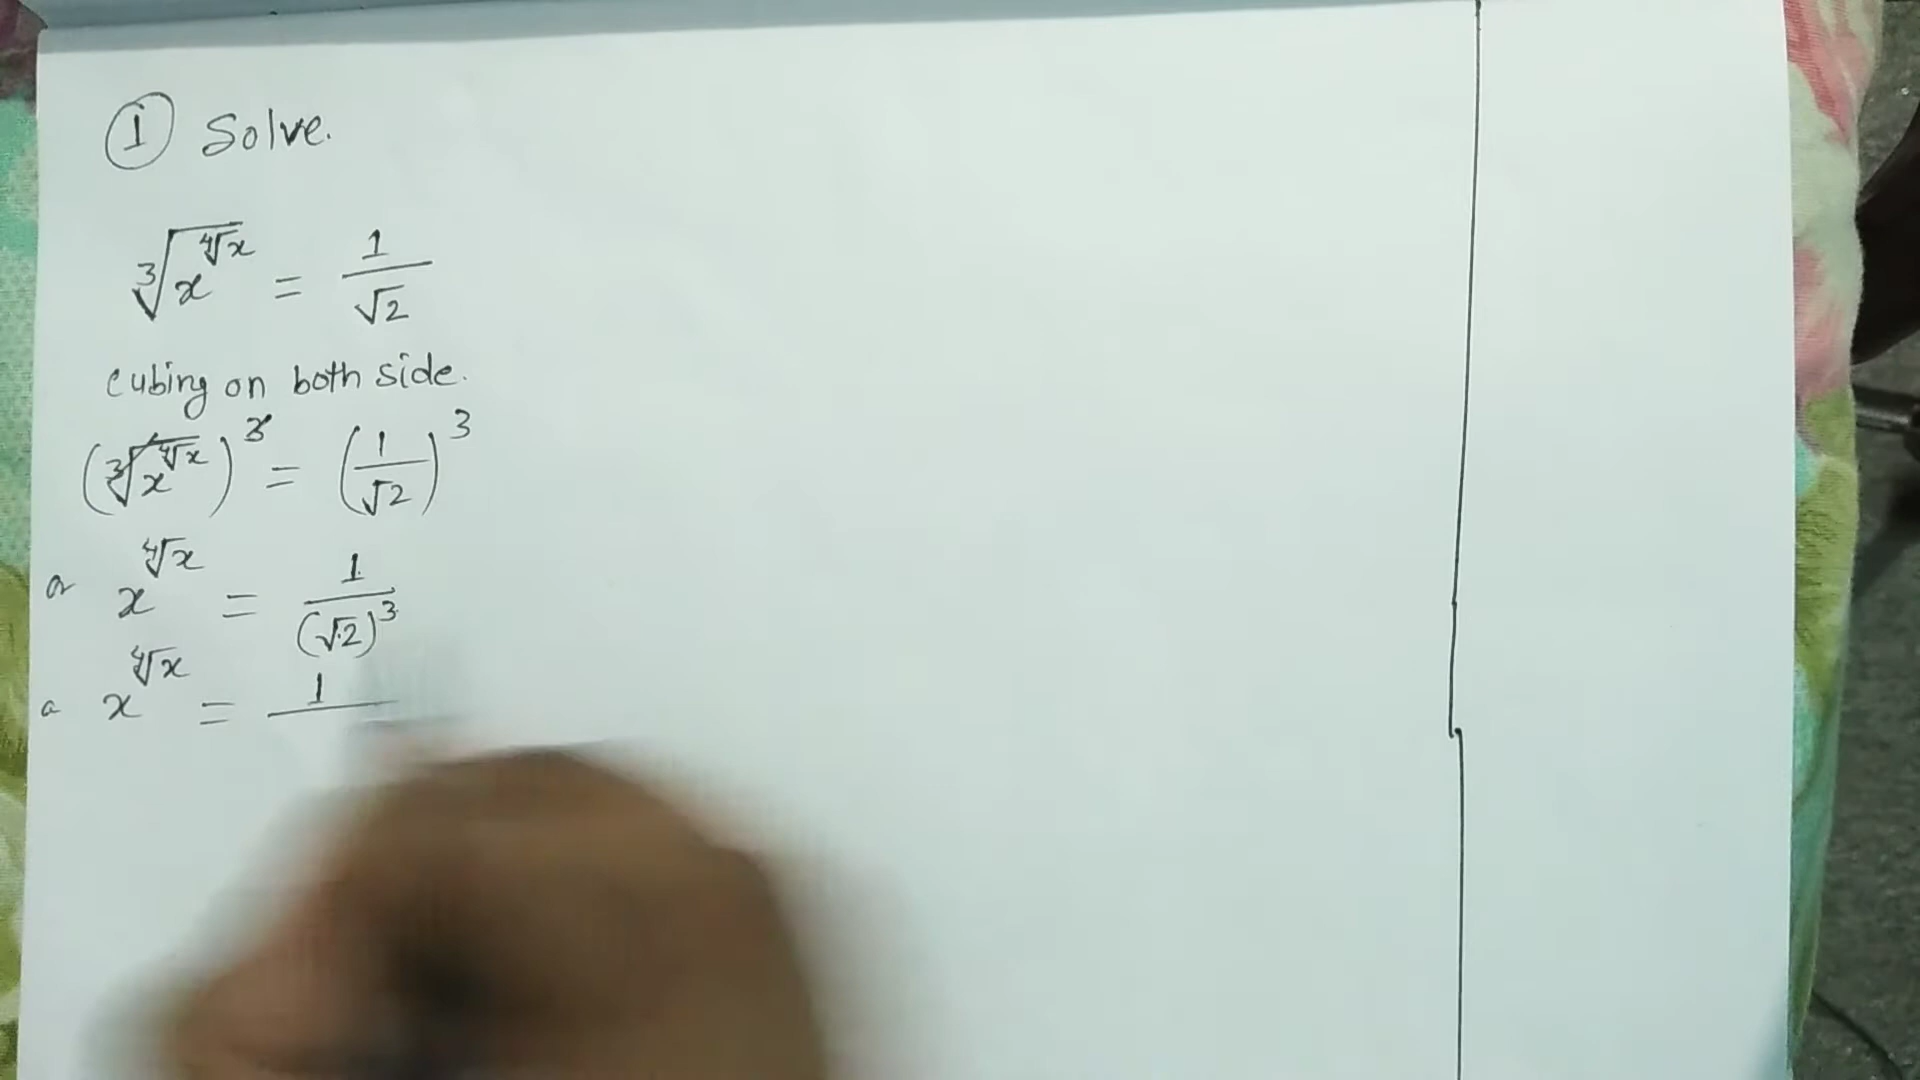 ① Solve.
∛(x^∜x) = 1/√2
cubing on both side.
(∛(x^∜x))^3 = (1/√2)^3
or x^∜x = 1/(√2)^3
or x^∜x = 1/